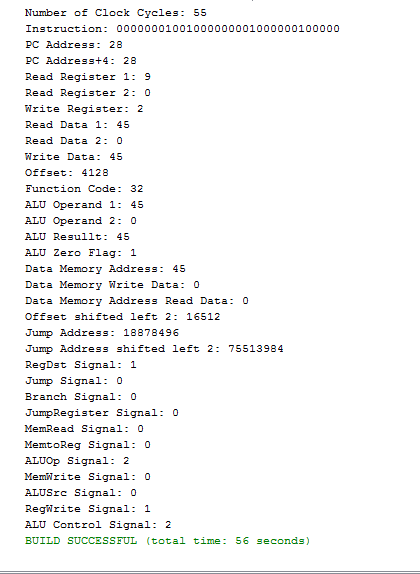 Number of Clock Cycles: 55
Instruction: 00000001001000000001000000100000
PC Address: 28
PC Address+4: 28
Read Register 1: 9
Read Register 2: 0
Write Register: 2
Read Data 1: 45
Read Data 2: 0
Write Data: 45
Offset: 4128
Function Code: 32
ALU Operand 1: 45
ALU Operand 2: 0
ALU Resullt: 45
ALU Zero Flag: 1
Data Memory Address: 45
Data Memory Write Data: 0
Data Memory Address Read Data: 0
Offset shifted left 2: 16512
Jump Address: 18878496
Jump Address shifted left 2: 75513984
RegDst Signal: 1
Jump Signal: 0
Branch Signal: 0
JumpRegister Signal: 0
MemRead Signal: 0
MemtoReg Signal: 0
ALUOp Signal: 2
MemWrite Signal: 0
ALUSrc Signal: 0
RegWrite Signal: 1
ALU Control Signal: 2
BUILD SUCCESSFUL (total time: 56 seconds)